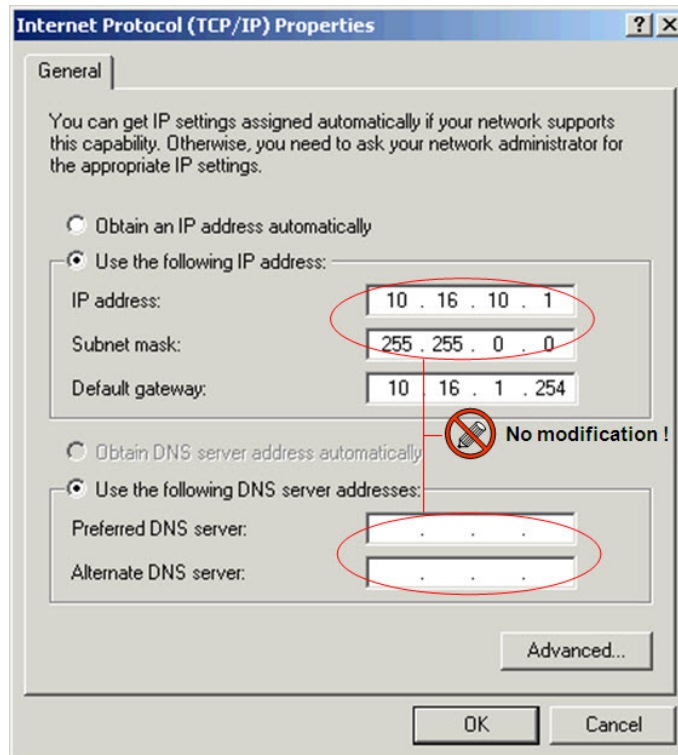 Internet Protocol (TCP/IP) Properties
General
You can get IP settings assigned automatically if your network supports
this capability. Otherwise, you need to ask your network administrator for
the appropriate IP settings.
Obtain an IP address automatically
Use the following IP address:
IP address: 10 . 16 . 10 . 1
Subnet mask: 255 . 255 . 0 . 0
Default gateway: 10 . 16 . 1 . 254
No modification !
Obtain DNS server address automatically
Use the following DNS server addresses:
Preferred DNS server: . . .
Alternate DNS server: . . .
Advanced...
OK Cancel